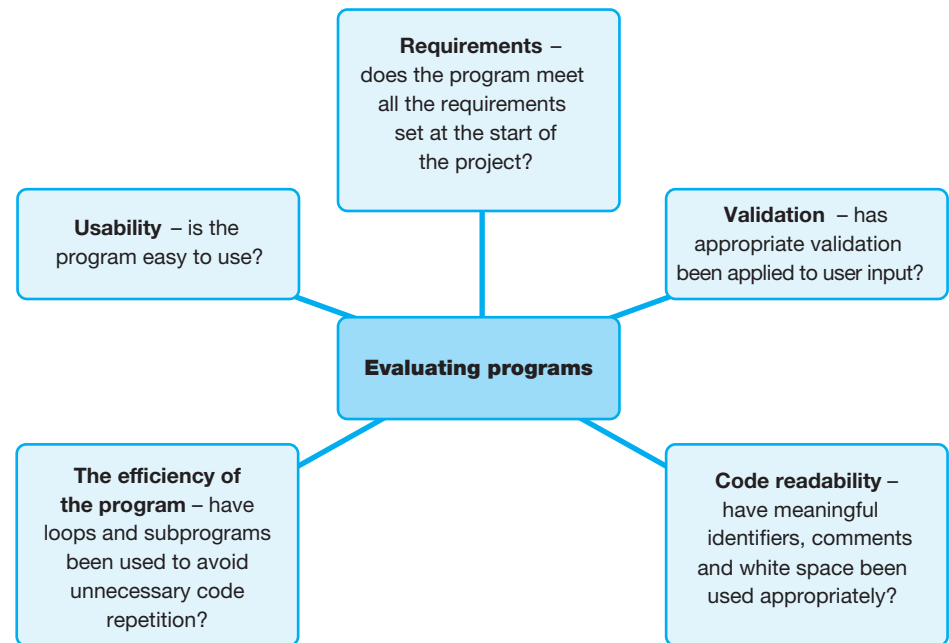 Requirements –
does the program meet
all the requirements
set at the start of
the project?
Usability – is the
program easy to use?
Validation – has
appropriate validation
been applied to user input?
Evaluating programs
The efficiency of
the program – have
loops and subprograms
been used to avoid
unnecessary code
repetition?
Code readability –
have meaningful
identifiers, comments
and white space been
used appropriately?